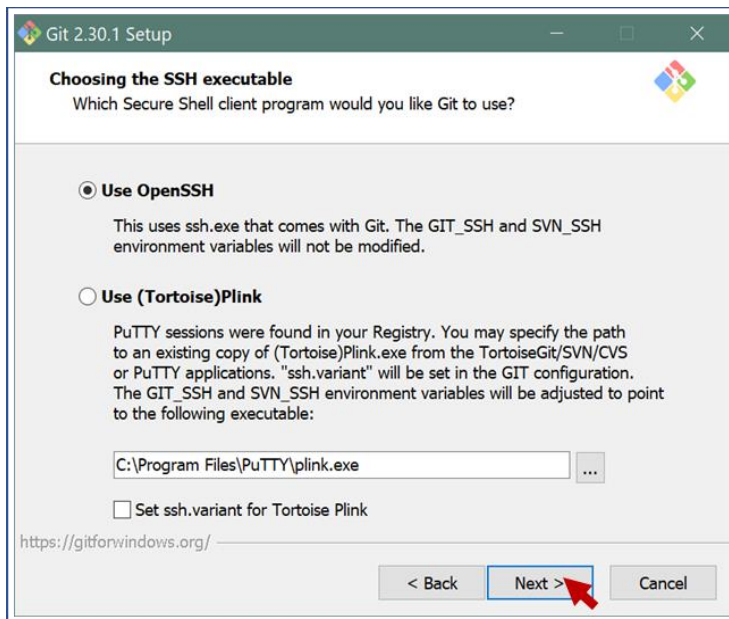 Git 2.30.1 Setup
Choosing the SSH executable
Which Secure Shell client program would you like Git to use?
Use OpenSSH
This uses ssh.exe that comes with Git. The GIT_SSH and SVN_SSH
environment variables will not be modified.
Use (Tortoise)Plink
PuTTY sessions were found in your Registry. You may specify the path
to an existing copy of (Tortoise)Plink.exe from the TortoiseGit/SVN/CVS
or PuTTY applications. "ssh.variant" will be set in the GIT configuration.
The GIT_SSH and SVN_SSH environment variables will be adjusted to point
to the following executable:
C:\Program Files\PuTTY\plink.exe
...
Set ssh.variant for Tortoise Plink
https://gitforwindows.org/
< Back
Next >
Cancel